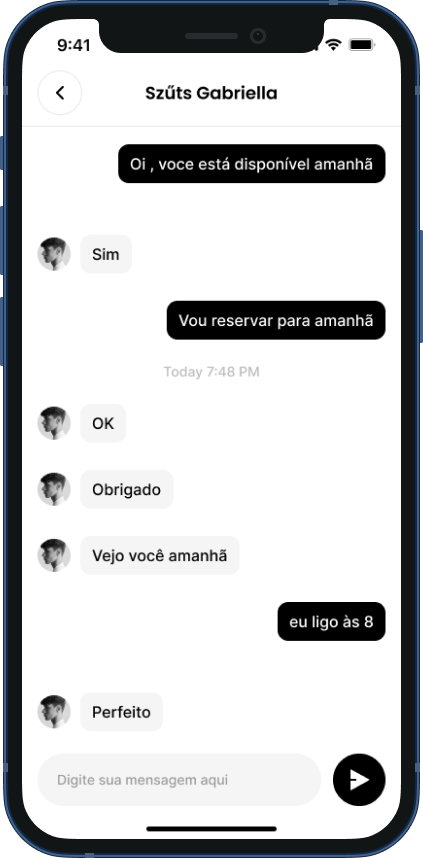 9:41
Szűts Gabriella
Oi , voce está disponível amanhã
Sim
Vou reservar para amanhã
Today 7:48 PM
OK
Obrigado
Vejo você amanhã
eu ligo às 8
Perfeito
Digite sua mensagem aqui